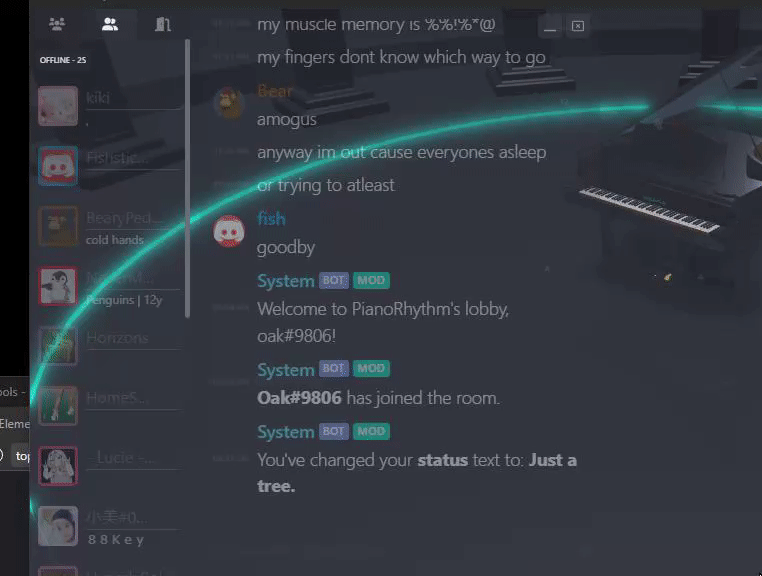 my muscle memory is %%!%*@
my fingers dont know which way to go
OFFLINE - 25
kiki
Bear
amogus
Fishstic...
anyway im out cause everyones asleep
or trying to atleast
BearyPed...
cold hands
fish
goodby
Penguins | 12y
System BOT MOD
Welcome to PianoRhythm's lobby,
oak#9806!
Horizons
System BOT MOD
Oak#9806 has joined the room.
HomeS...
System BOT MOD
You've changed your status text to: Just a
tree.
ools -
Eleme
top
Lucie -...
小美#0...
8 8 K e y